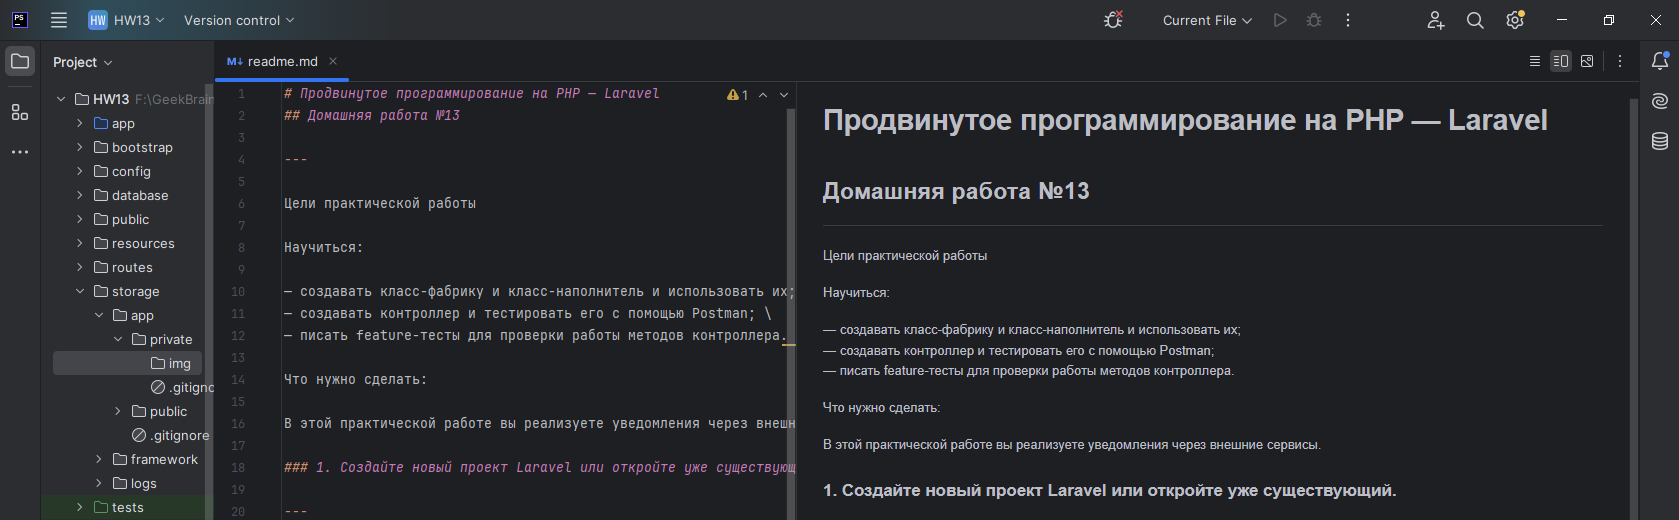 PS
HW HW13
Version control
Current File
Project
HW13 F:\GeekBrain
app
bootstrap
config
database
public
resources
routes
storage
app
private
img
.gitigno
public
.gitignore
framework
logs
tests
M↓ readme.md
1
1 # Продвинутое программирование на PHP — Laravel
2 ## Домашняя работа №13
3
4 ---
5
6 Цели практической работы
7
8 Научиться:
9
10 — создавать класс-фабрику и класс-наполнитель и использовать их;
11 — создавать контроллер и тестировать его с помощью Postman; \
12 — писать feature-тесты для проверки работы методов контроллера.
13
14 Что нужно сделать:
15
16 В этой практической работе вы реализуете уведомления через внешн
17
18 ### 1. Создайте новый проект Laravel или откройте уже существующ
19
20 ---
Продвинутое программирование на PHP — Laravel
Домашняя работа №13
Цели практической работы
Научиться:
— создавать класс-фабрику и класс-наполнитель и использовать их;
— создавать контроллер и тестировать его с помощью Postman;
— писать feature-тесты для проверки работы методов контроллера.
Что нужно сделать:
В этой практической работе вы реализуете уведомления через внешние сервисы.
1. Создайте новый проект Laravel или откройте уже существующий.